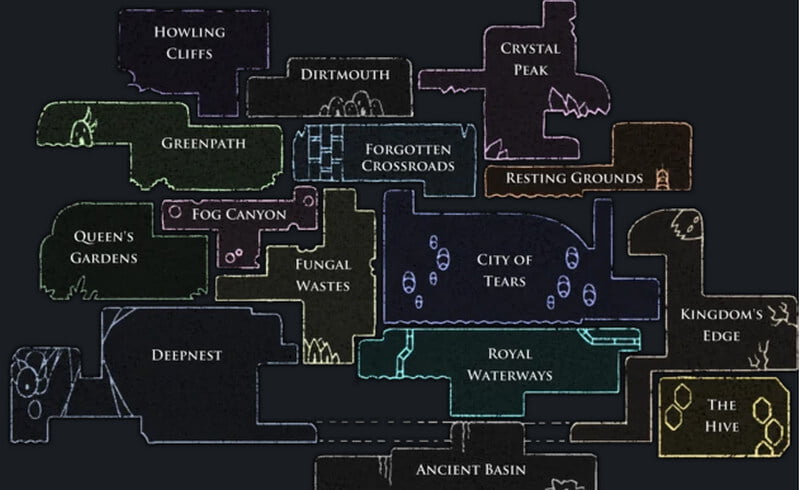 HOWLING
CLIFFS
DIRTMOUTH
CRYSTAL
PEAK
GREENPATH
FORGOTTEN
CROSSROADS
RESTING GROUNDS
FOG CANYON
QUEEN'S
GARDENS
FUNGAL
WASTES
CITY OF
TEARS
KINGDOM'S
EDGE
DEEPNEST
ROYAL
WATERWAYS
THE
HIVE
ANCIENT BASIN